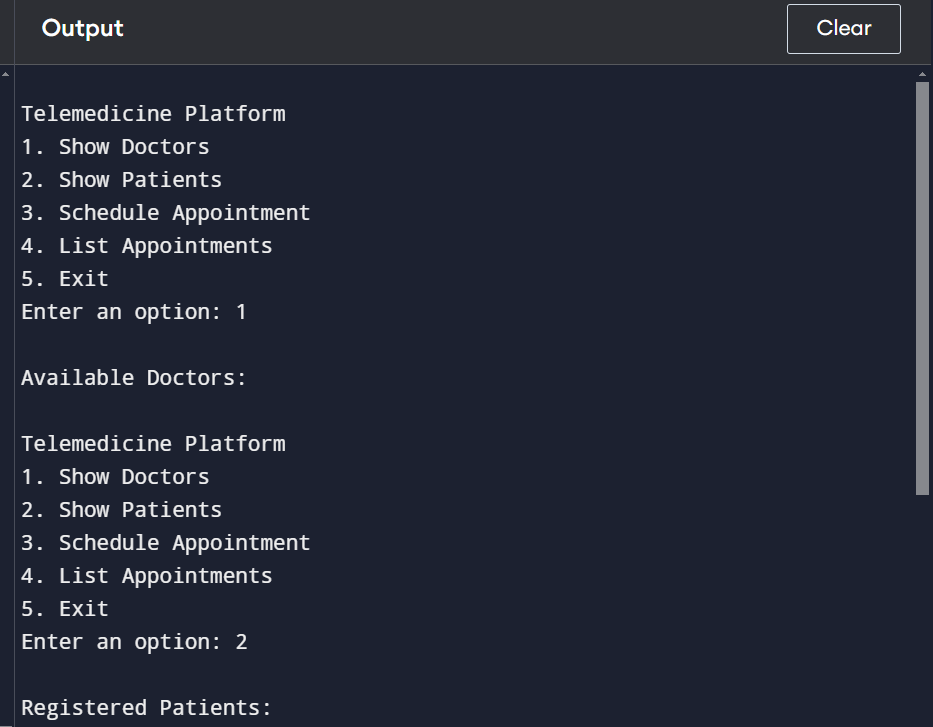 Output
Clear
Telemedicine Platform
1. Show Doctors
2. Show Patients
3. Schedule Appointment
4. List Appointments
5. Exit
Enter an option: 1
Available Doctors:
Telemedicine Platform
1. Show Doctors
2. Show Patients
3. Schedule Appointment
4. List Appointments
5. Exit
Enter an option: 2
Registered Patients: